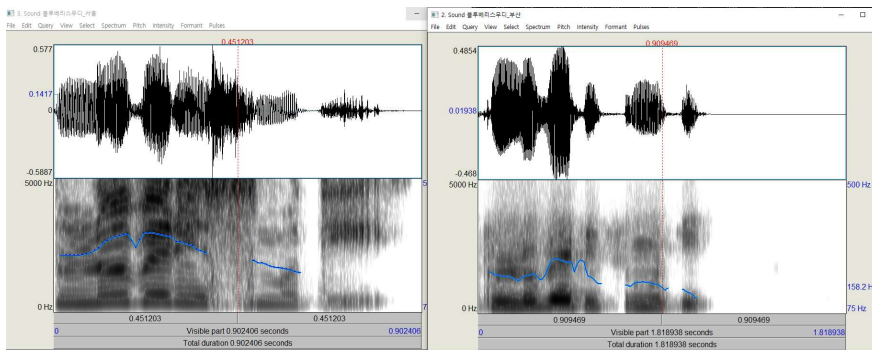 3. Sound 블루베리스무디_서울
File Edit Query View Select Spectrum Pitch Intensity Formant Pulses
0.451203
0.577
0.1417
0
-0.5887
5000 Hz
0 Hz
0.451203 0.451203
0 Visible part 0.902406 seconds 0.902406
Total duration 0.902406 seconds
2. Sound 블루베리스무디_부산
File Edit Query View Select Spectrum Pitch Intensity Formant Pulses
0.909469
0.4854
0.01938
-0.468
5000 Hz 500 Hz
158.2 H
0 Hz 75 Hz
0.909469 0.909469
0 Visible part 1.818938 seconds 1.818938
Total duration 1.818938 seconds